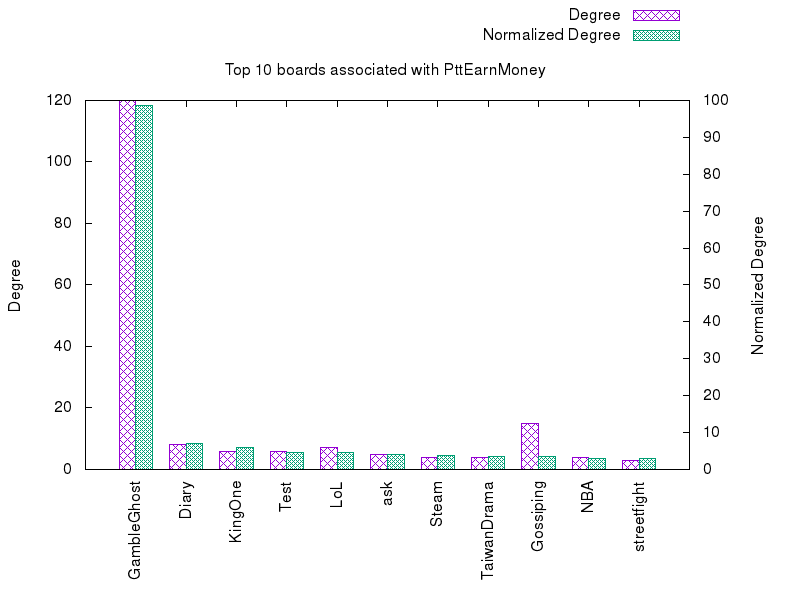 Degree
Normalized Degree
Top 10 boards associated with PttEarnMoney
120
100
80
60
40
20
0
Degree
100
90
80
70
60
50
40
30
20
10
0
Normalized Degree
GambleGhost
Diary
KingOne
Test
LoL
ask
Steam
TaiwanDrama
Gossiping
NBA
streetfight